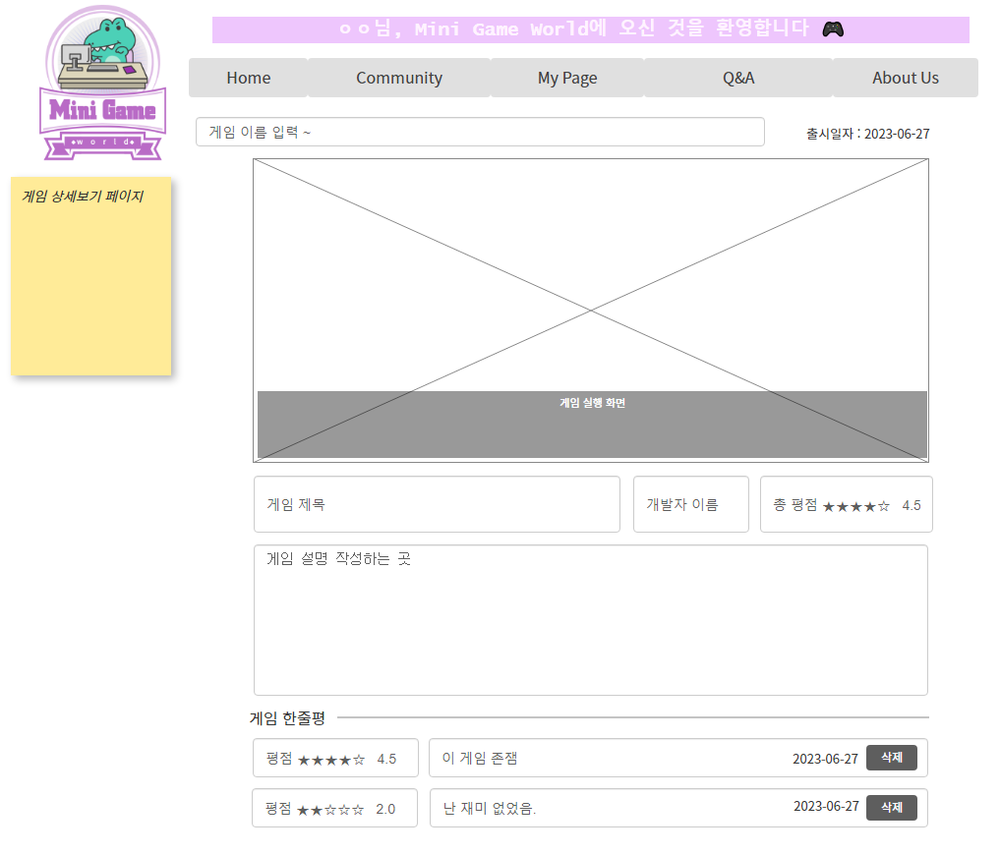 ㅇㅇ님, Mini Game World에 오신 것을 환영합니다 🎮
Mini Game
world
Home Community My Page Q&A About Us
게임 이름 입력 ~
출시일자 : 2023-06-27
게임 상세보기 페이지
게임 실행 화면
게임 제목
개발자 이름
총 평점 ★★★★☆ 4.5
게임 설명 작성하는 곳
게임 한줄평
평점 ★★★★☆ 4.5
이 게임 존잼
2023-06-27 삭제
평점 ★★☆☆☆ 2.0
난 재미 없었음.
2023-06-27 삭제